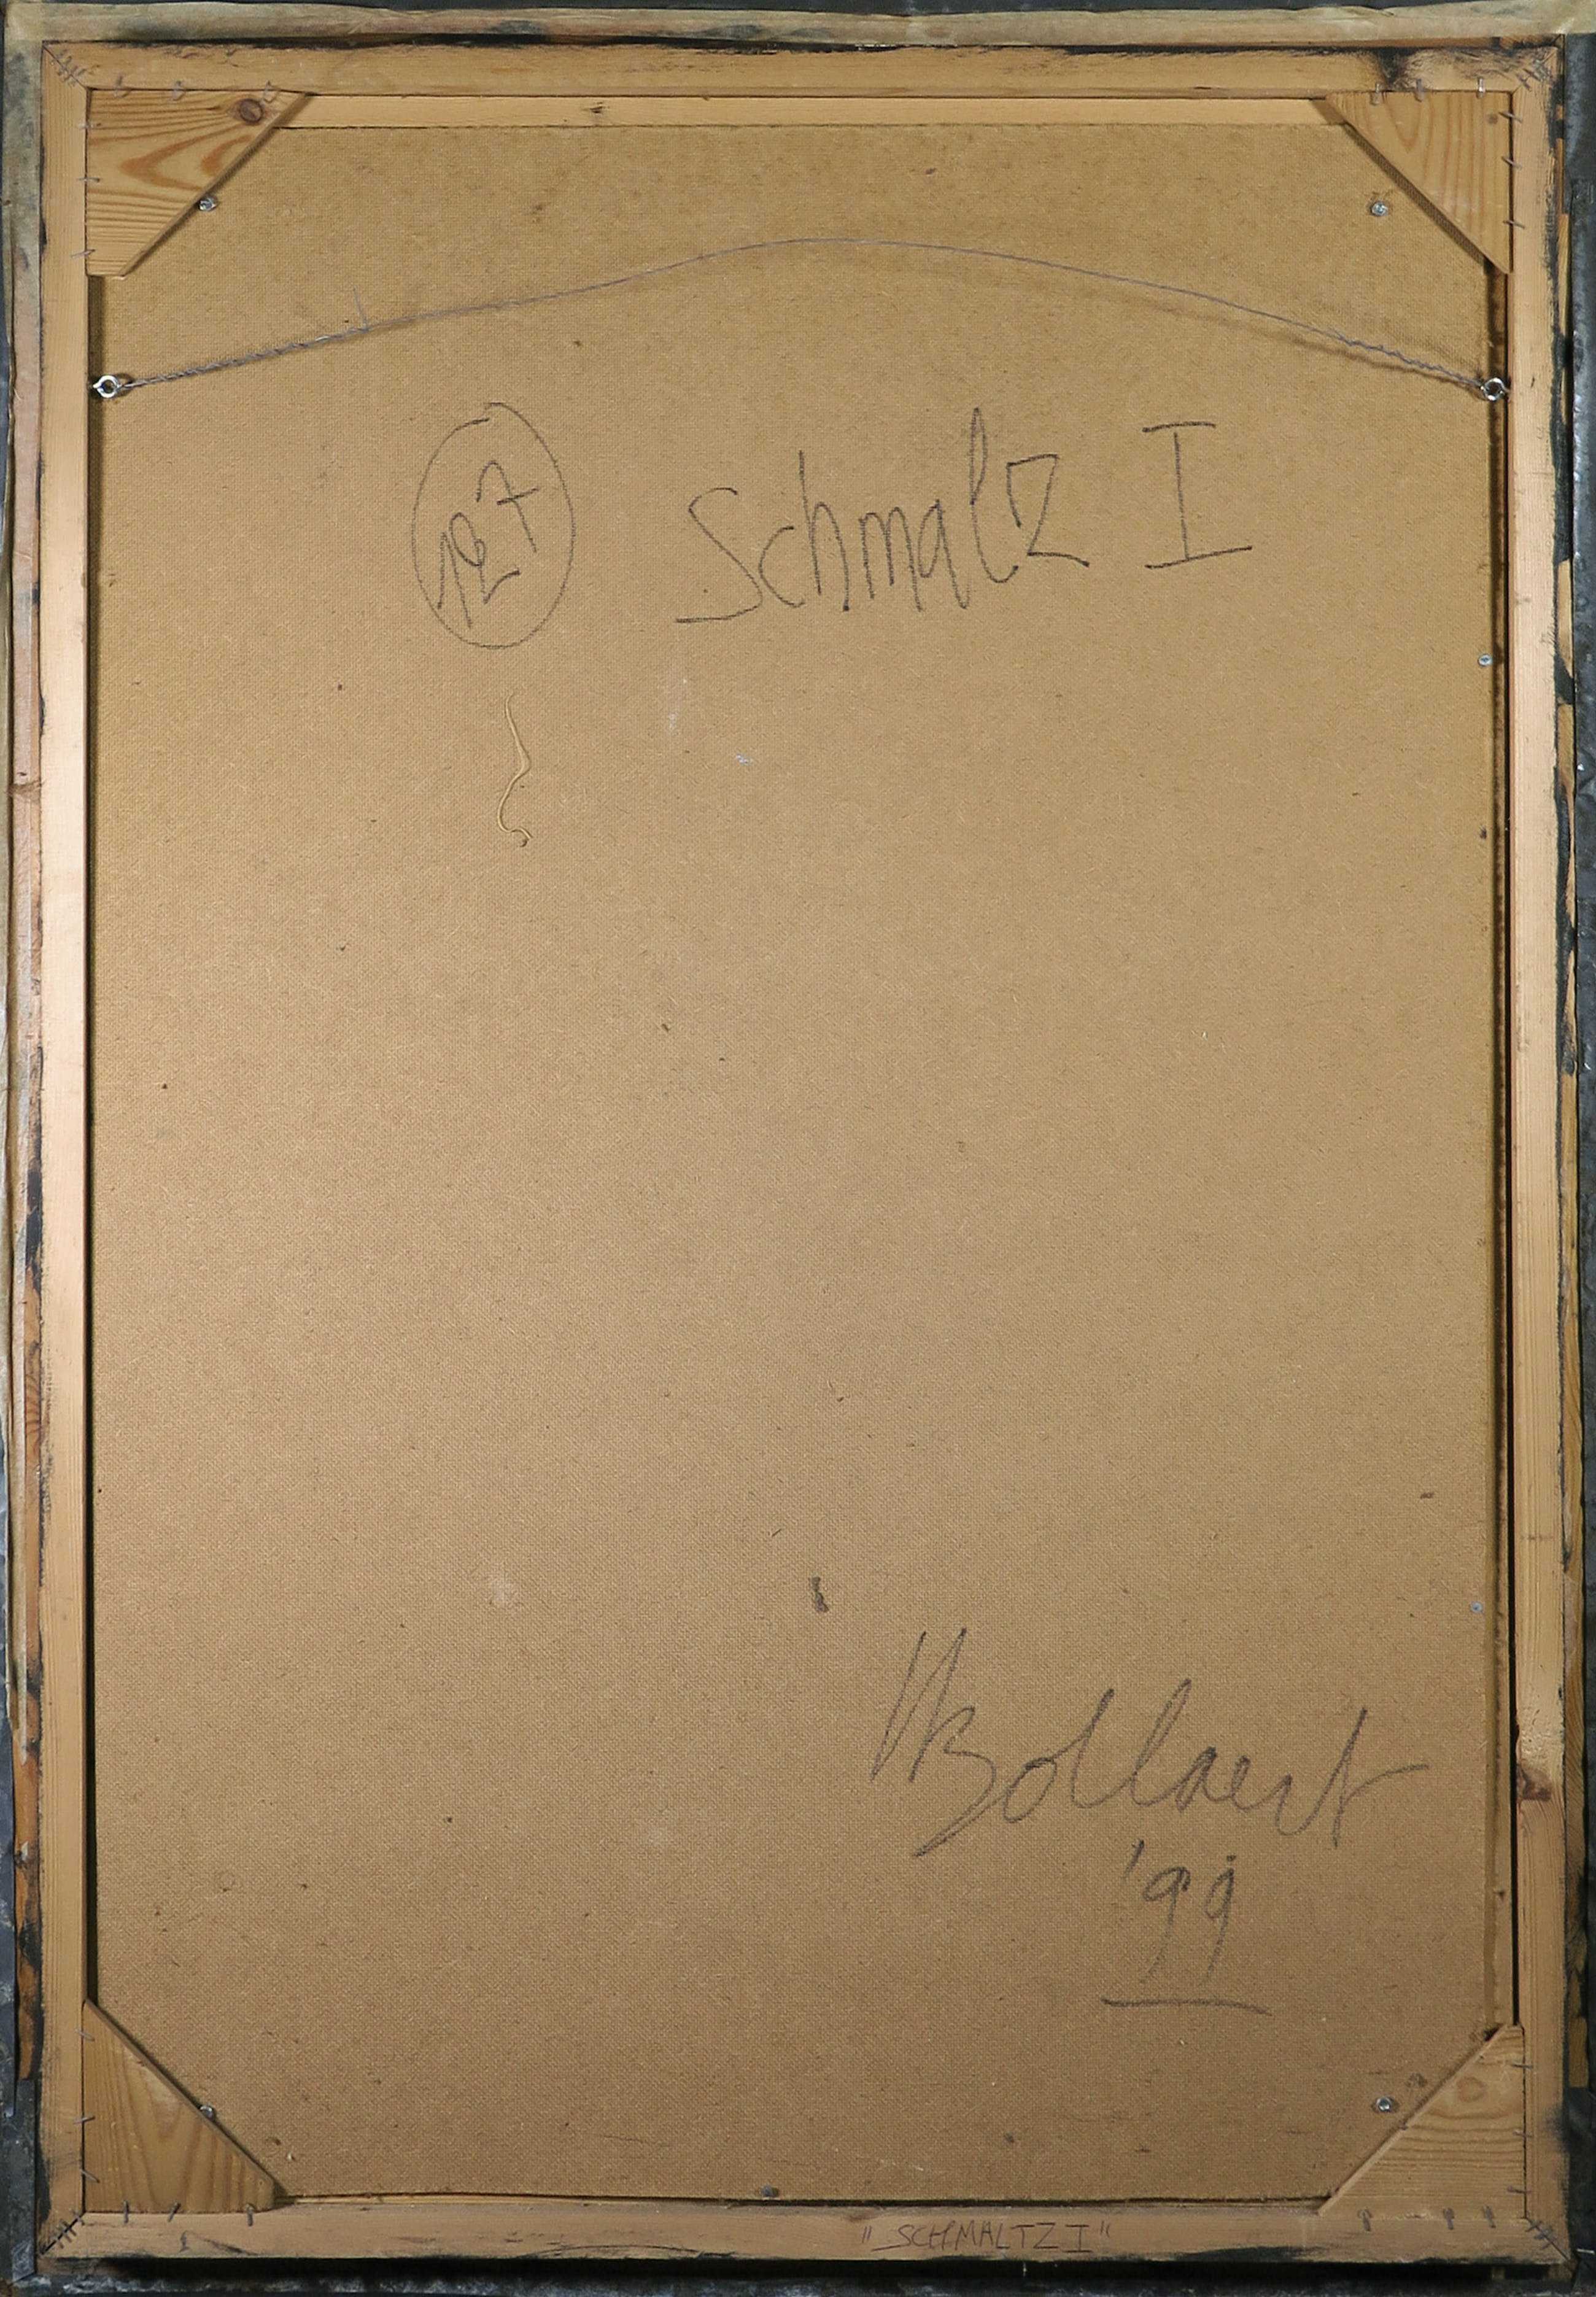 127 Schmalz I
Bollaert
'99
"SCHMALTZ I"